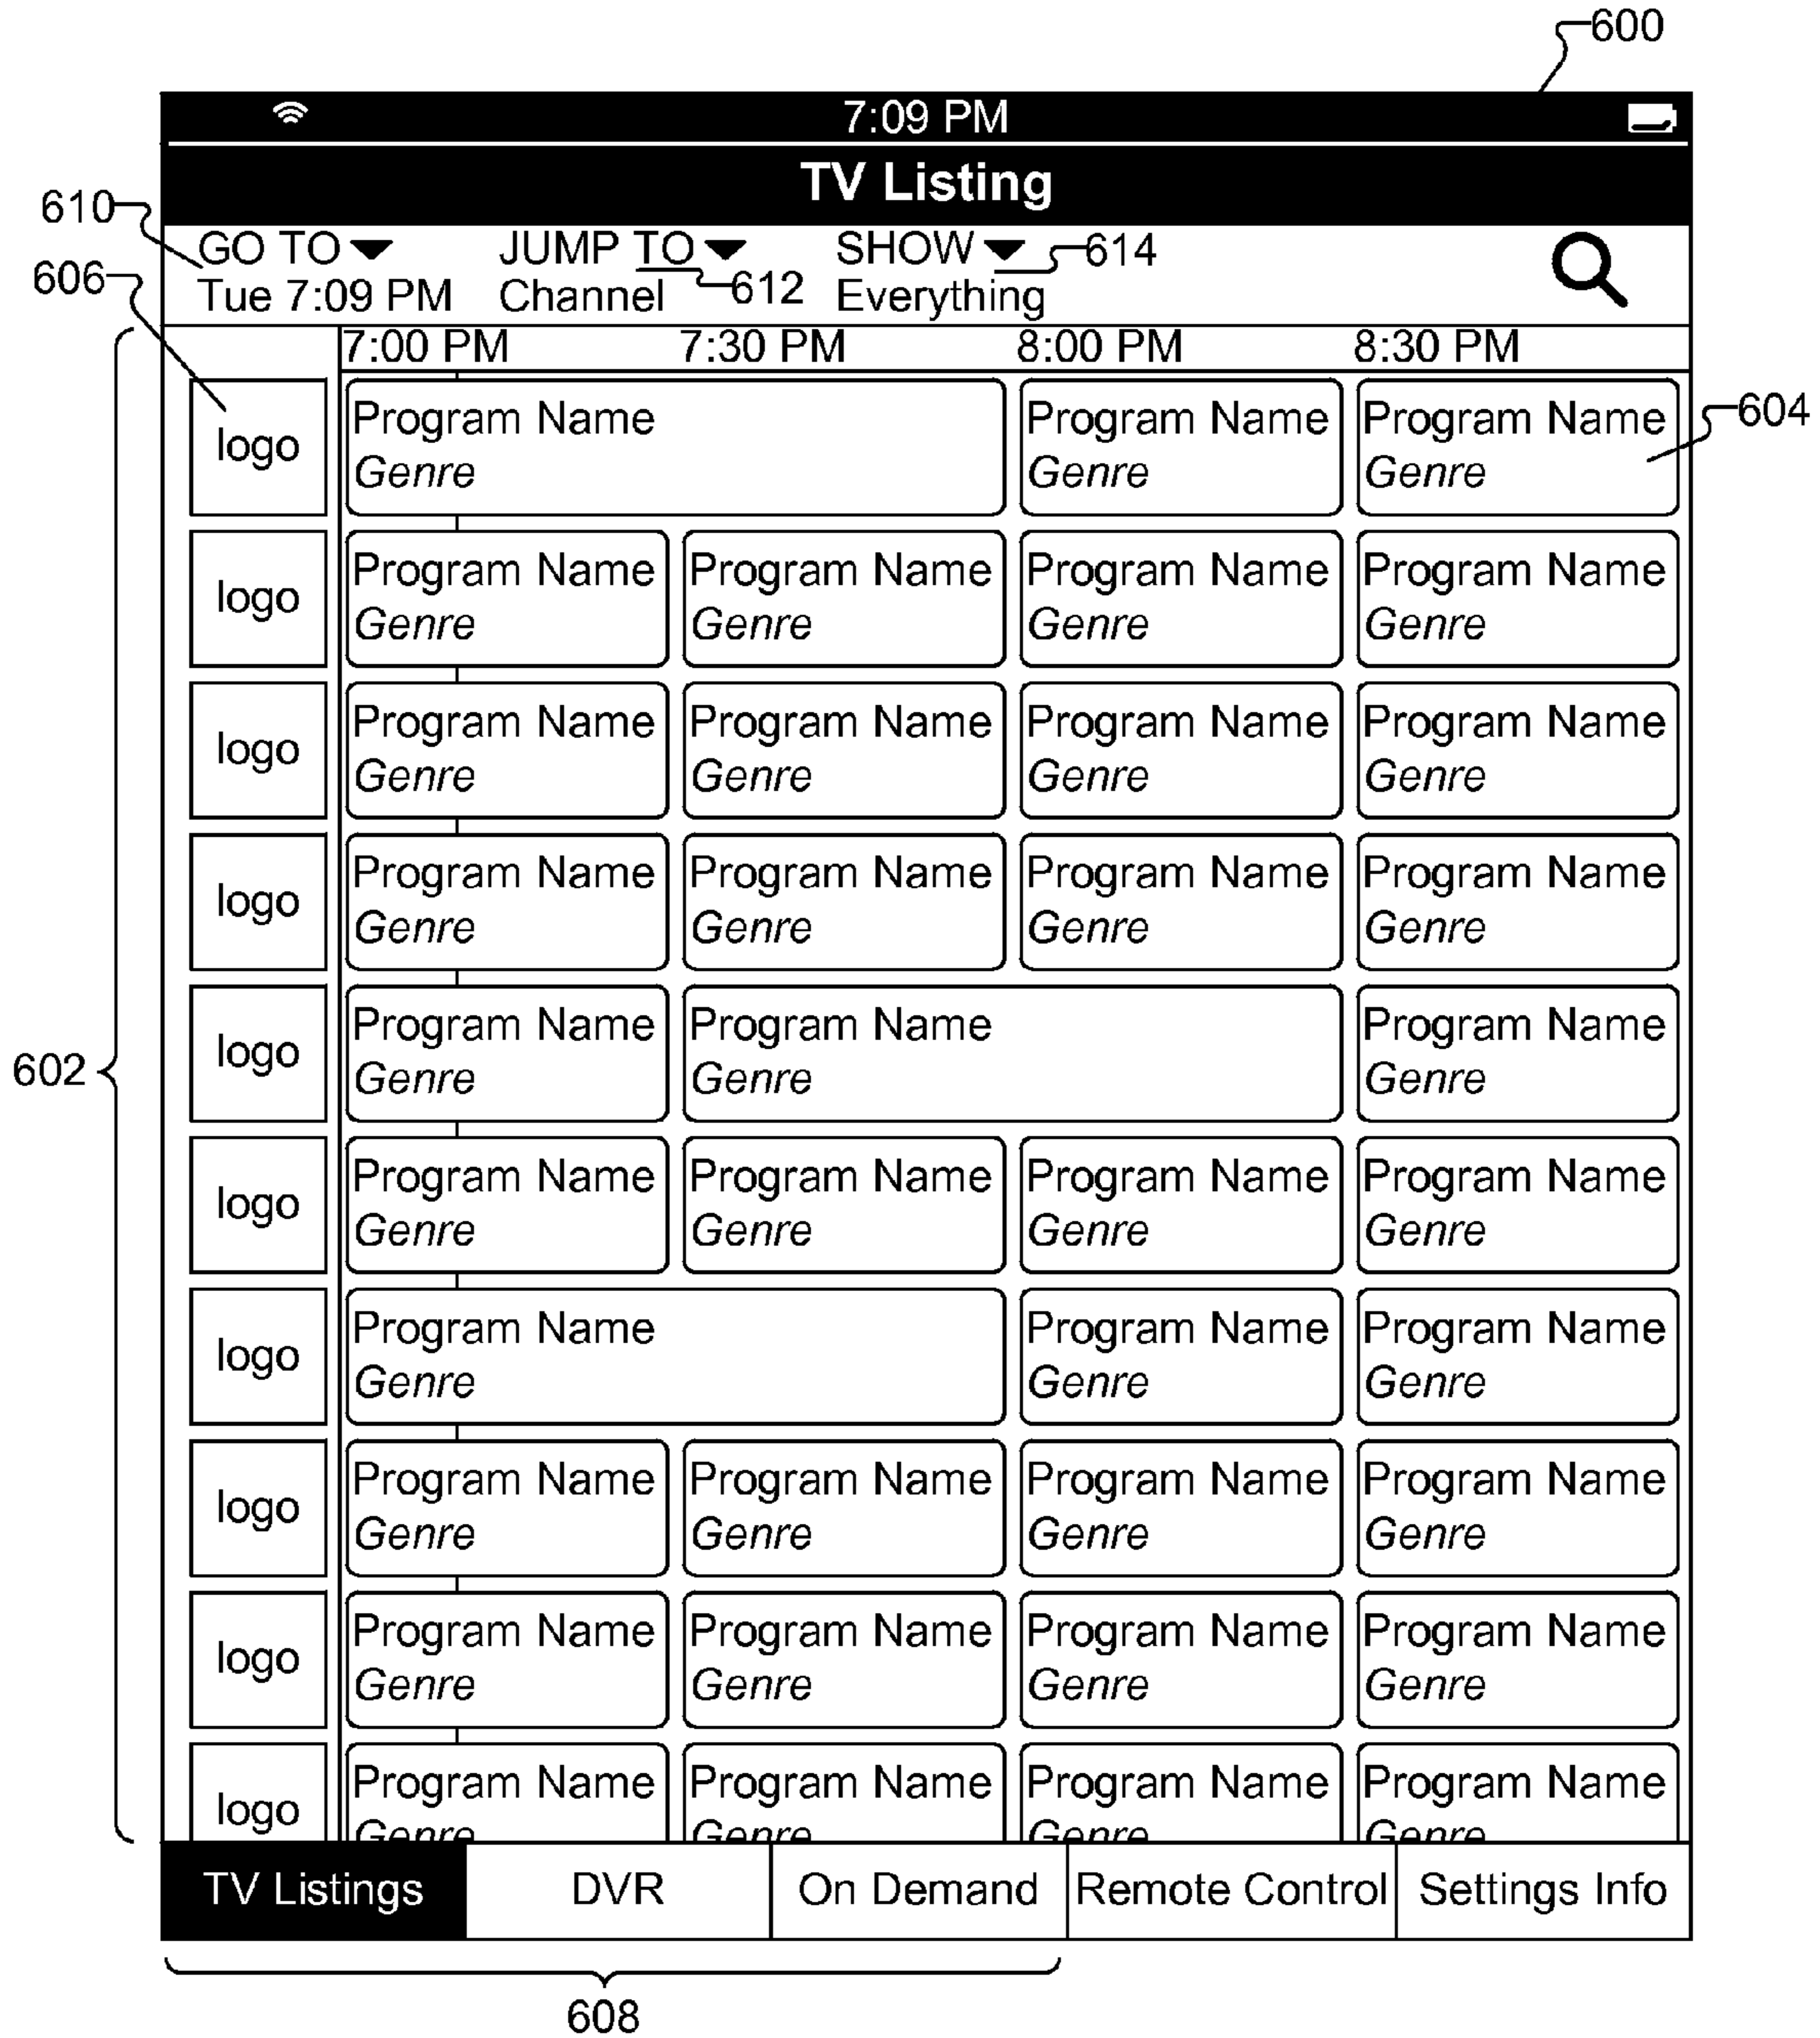 600
7:09 PM
TV Listing
610
GO TO JUMP TO SHOW 614
606
Tue 7:09 PM Channel 612 Everything
7:00 PM 7:30 PM 8:00 PM 8:30 PM
Program Name Program Name Program Name 604
logo
Genre Genre Genre
Program Name Program Name Program Name Program Name
logo
Genre Genre Genre Genre
Program Name Program Name Program Name Program Name
logo
Genre Genre Genre Genre
Program Name Program Name Program Name Program Name
logo
Genre Genre Genre Genre
Program Name Program Name Program Name
logo
602
Genre Genre Genre
Program Name Program Name Program Name Program Name
logo
Genre Genre Genre Genre
Program Name Program Name Program Name
logo
Genre Genre Genre
Program Name Program Name Program Name Program Name
logo
Genre Genre Genre Genre
Program Name Program Name Program Name Program Name
logo
Genre Genre Genre Genre
Program Name Program Name Program Name Program Name
logo
Genre Genre Genre Genre
TV Listings DVR On Demand Remote Control Settings Info
608